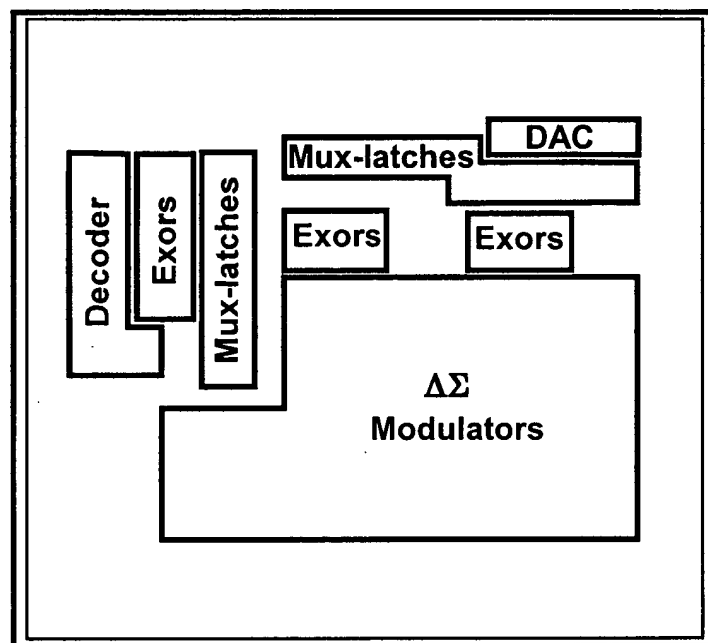 DAC
Mux-latches
Exors
Exors
Decoder
Exors
Mux-latches
ΔΣ
Modulators